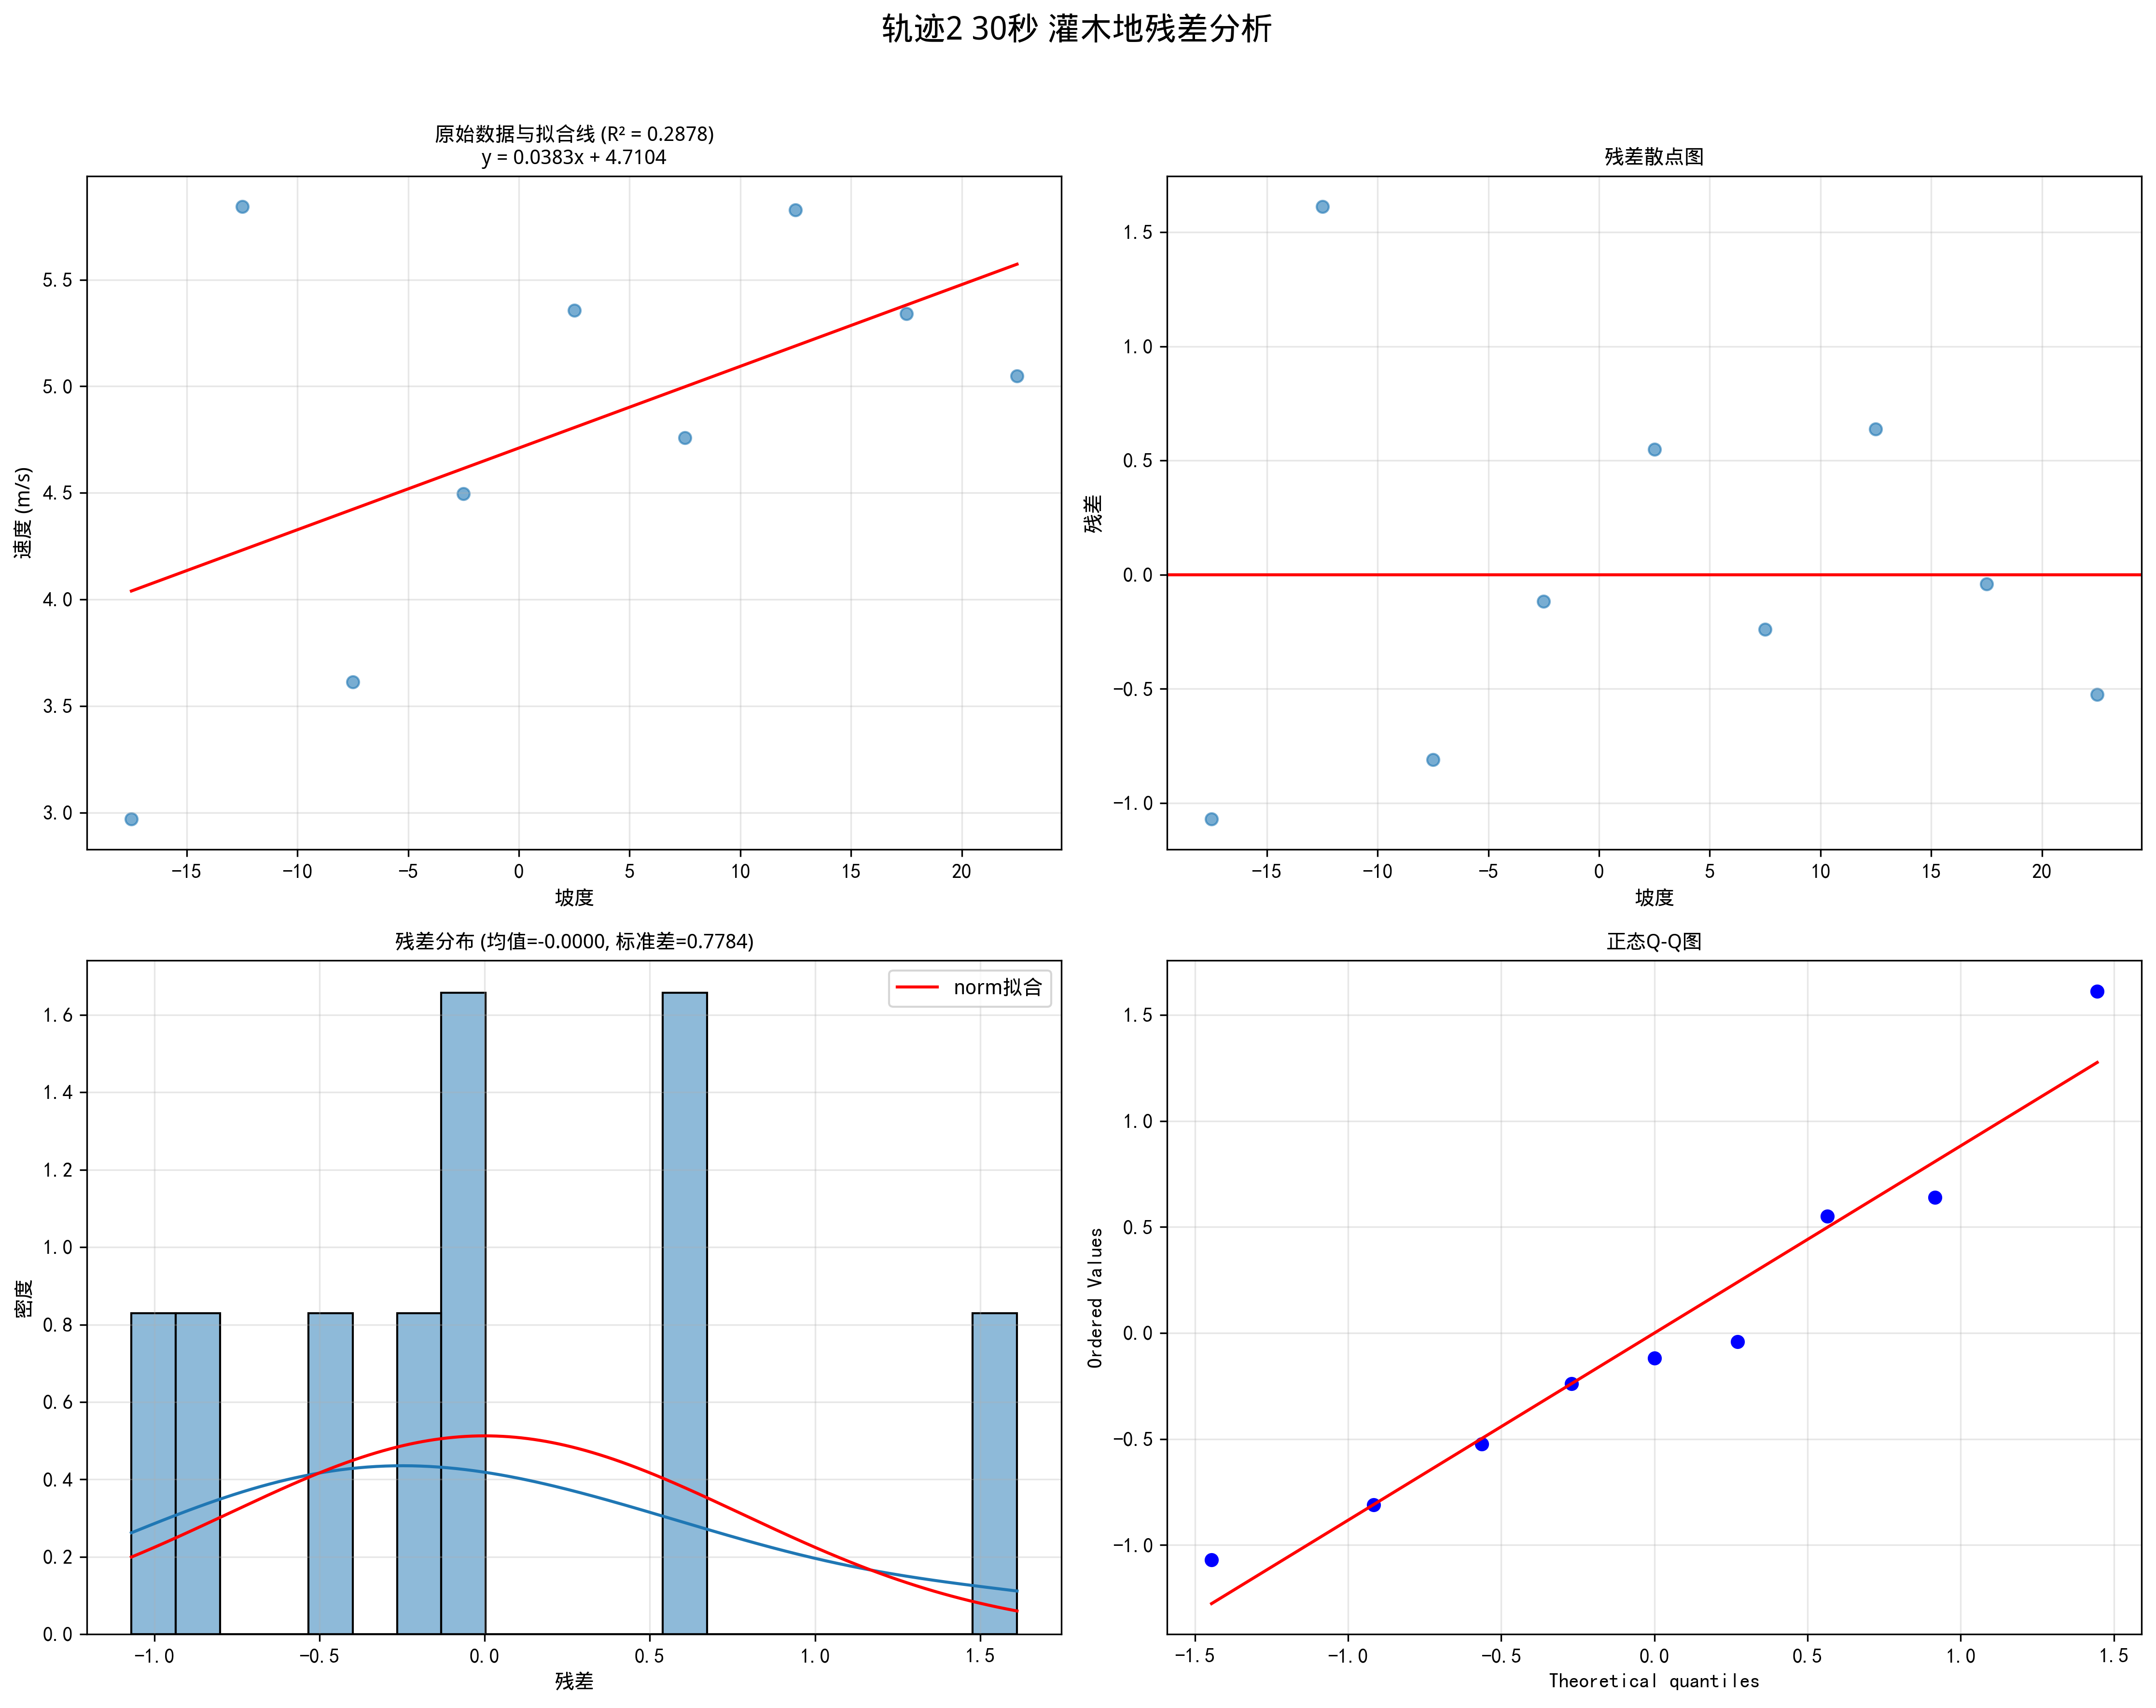 轨迹2 30秒 灌木地残差分析
原始数据与拟合线 (R² = 0.2878)
y = 0.0383x + 4.7104
速度 (m/s)
5.5
5.0
4.5
4.0
3.5
3.0
−15 −10 −5 0 5 10 15 20
坡度
残差散点图
残差
1.5
1.0
0.5
0.0
−0.5
−1.0
−15 −10 −5 0 5 10 15 20
坡度
残差分布 (均值=-0.0000, 标准差=0.7784)
norm拟合
密度
1.6
1.4
1.2
1.0
0.8
0.6
0.4
0.2
0.0
−1.0 −0.5 0.0 0.5 1.0 1.5
残差
正态Q-Q图
Ordered Values
1.5
1.0
0.5
0.0
−0.5
−1.0
−1.5 −1.0 −0.5 0.0 0.5 1.0 1.5
Theoretical quantiles